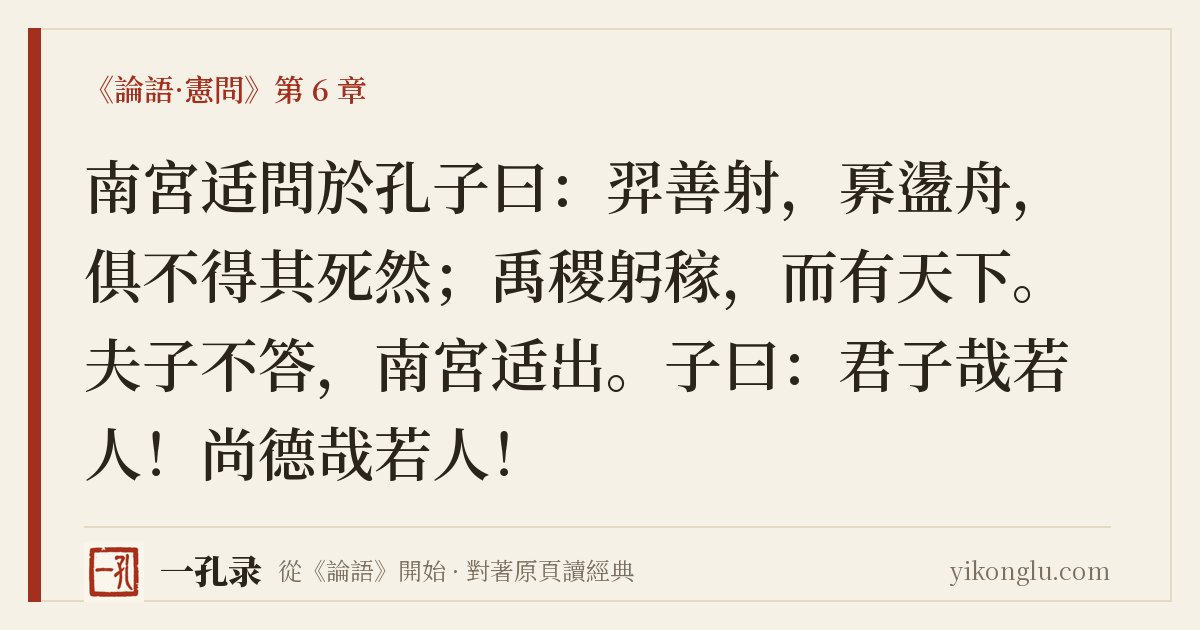 《論語·憲問》第 6 章
南宮适問於孔子曰：羿善射，奡盪舟，
俱不得其死然；禹稷躬稼，而有天下。
夫子不答，南宮适出。子曰：君子哉若
人！尚德哉若人！
一孔
一孔录
從《論語》開始 · 對著原頁讀經典
yikonglu.com